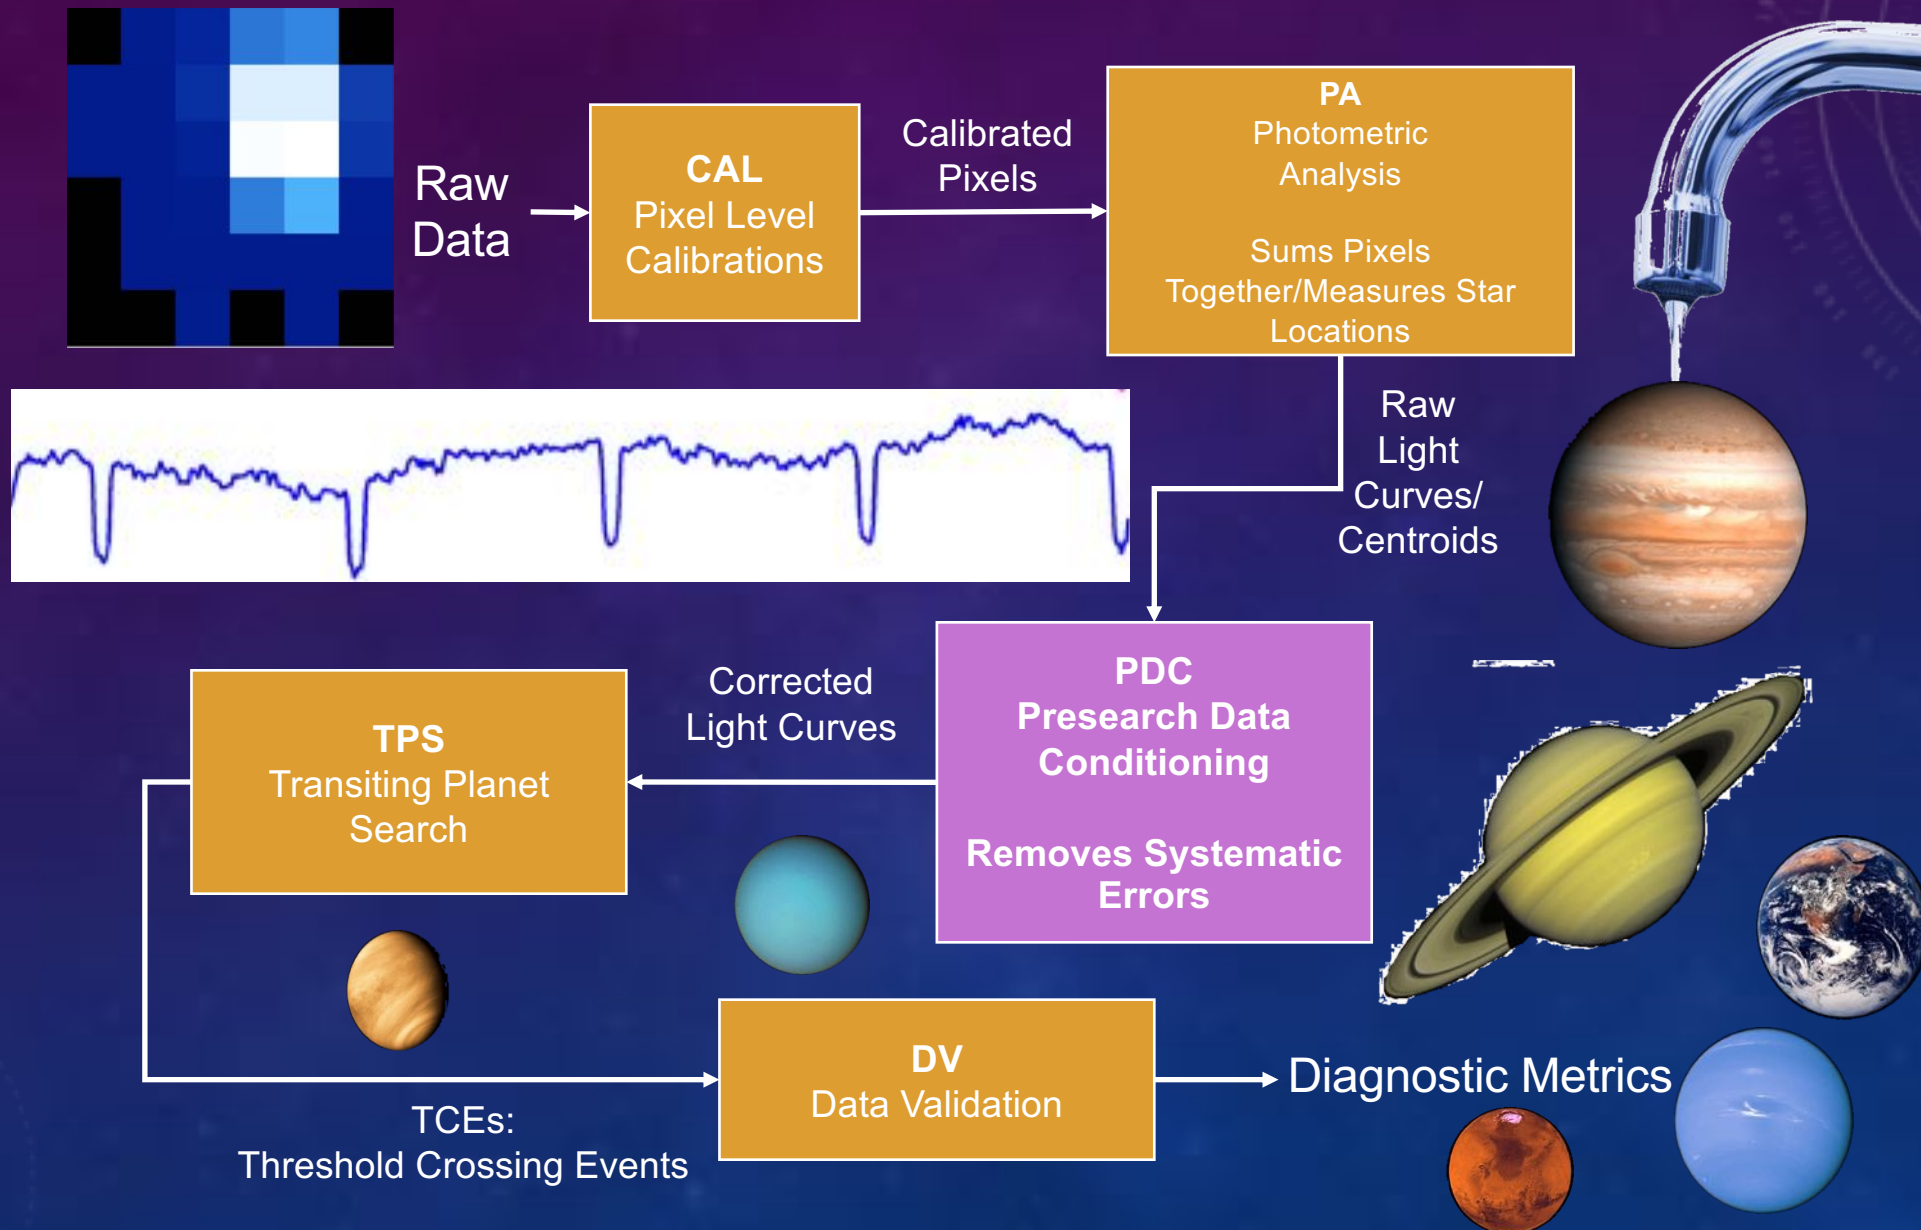 Raw
Data
CAL
Pixel Level
Calibrations
Calibrated
Pixels
PA
Photometric
Analysis
Sums Pixels
Together/Measures Star
Locations
Raw
Light
Curves/
Centroids
PDC
Presearch Data
Conditioning
Removes Systematic
Errors
Corrected
Light Curves
TPS
Transiting Planet
Search
TCEs:
Threshold Crossing Events
DV
Data Validation
Diagnostic Metrics